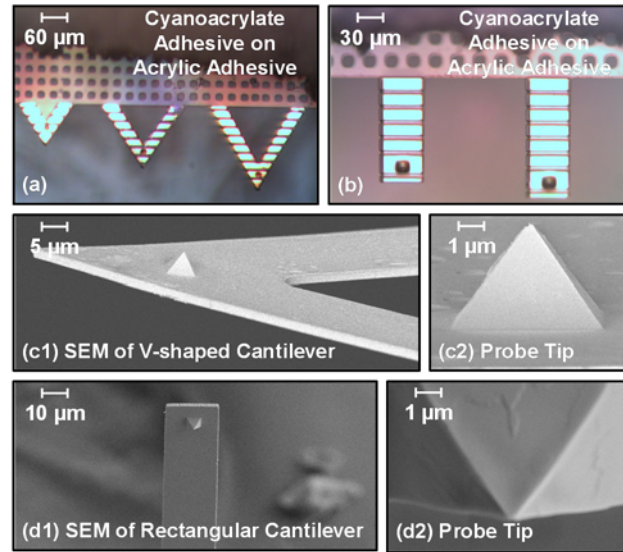 60 µm
Cyanoacrylate
Adhesive on
Acrylic Adhesive
(a)
30 µm
Cyanoacrylate
Adhesive on
Acrylic Adhesive
(b)
5 µm
(c1) SEM of V-shaped Cantilever
1 µm
(c2) Probe Tip
10 µm
(d1) SEM of Rectangular Cantilever
1 µm
(d2) Probe Tip